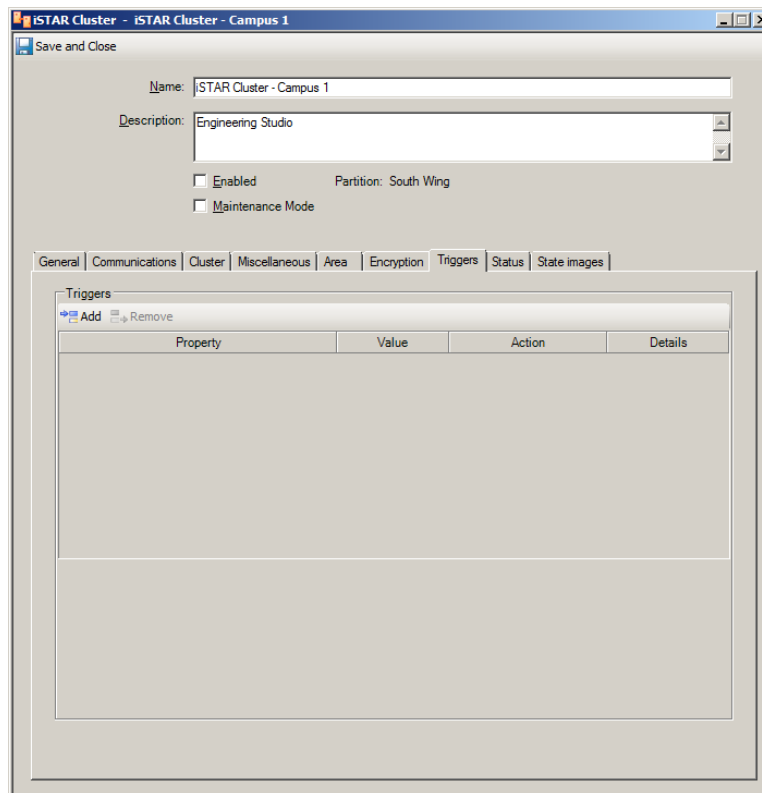 iSTAR Cluster - iSTAR Cluster - Campus 1
Save and Close
Name: iSTAR Cluster - Campus 1
Description: Engineering Studio
Enabled Partition: South Wing
Maintenance Mode
General Communications Cluster Miscellaneous Area Encryption Triggers Status State images
Triggers
Add Remove
Property Value Action Details